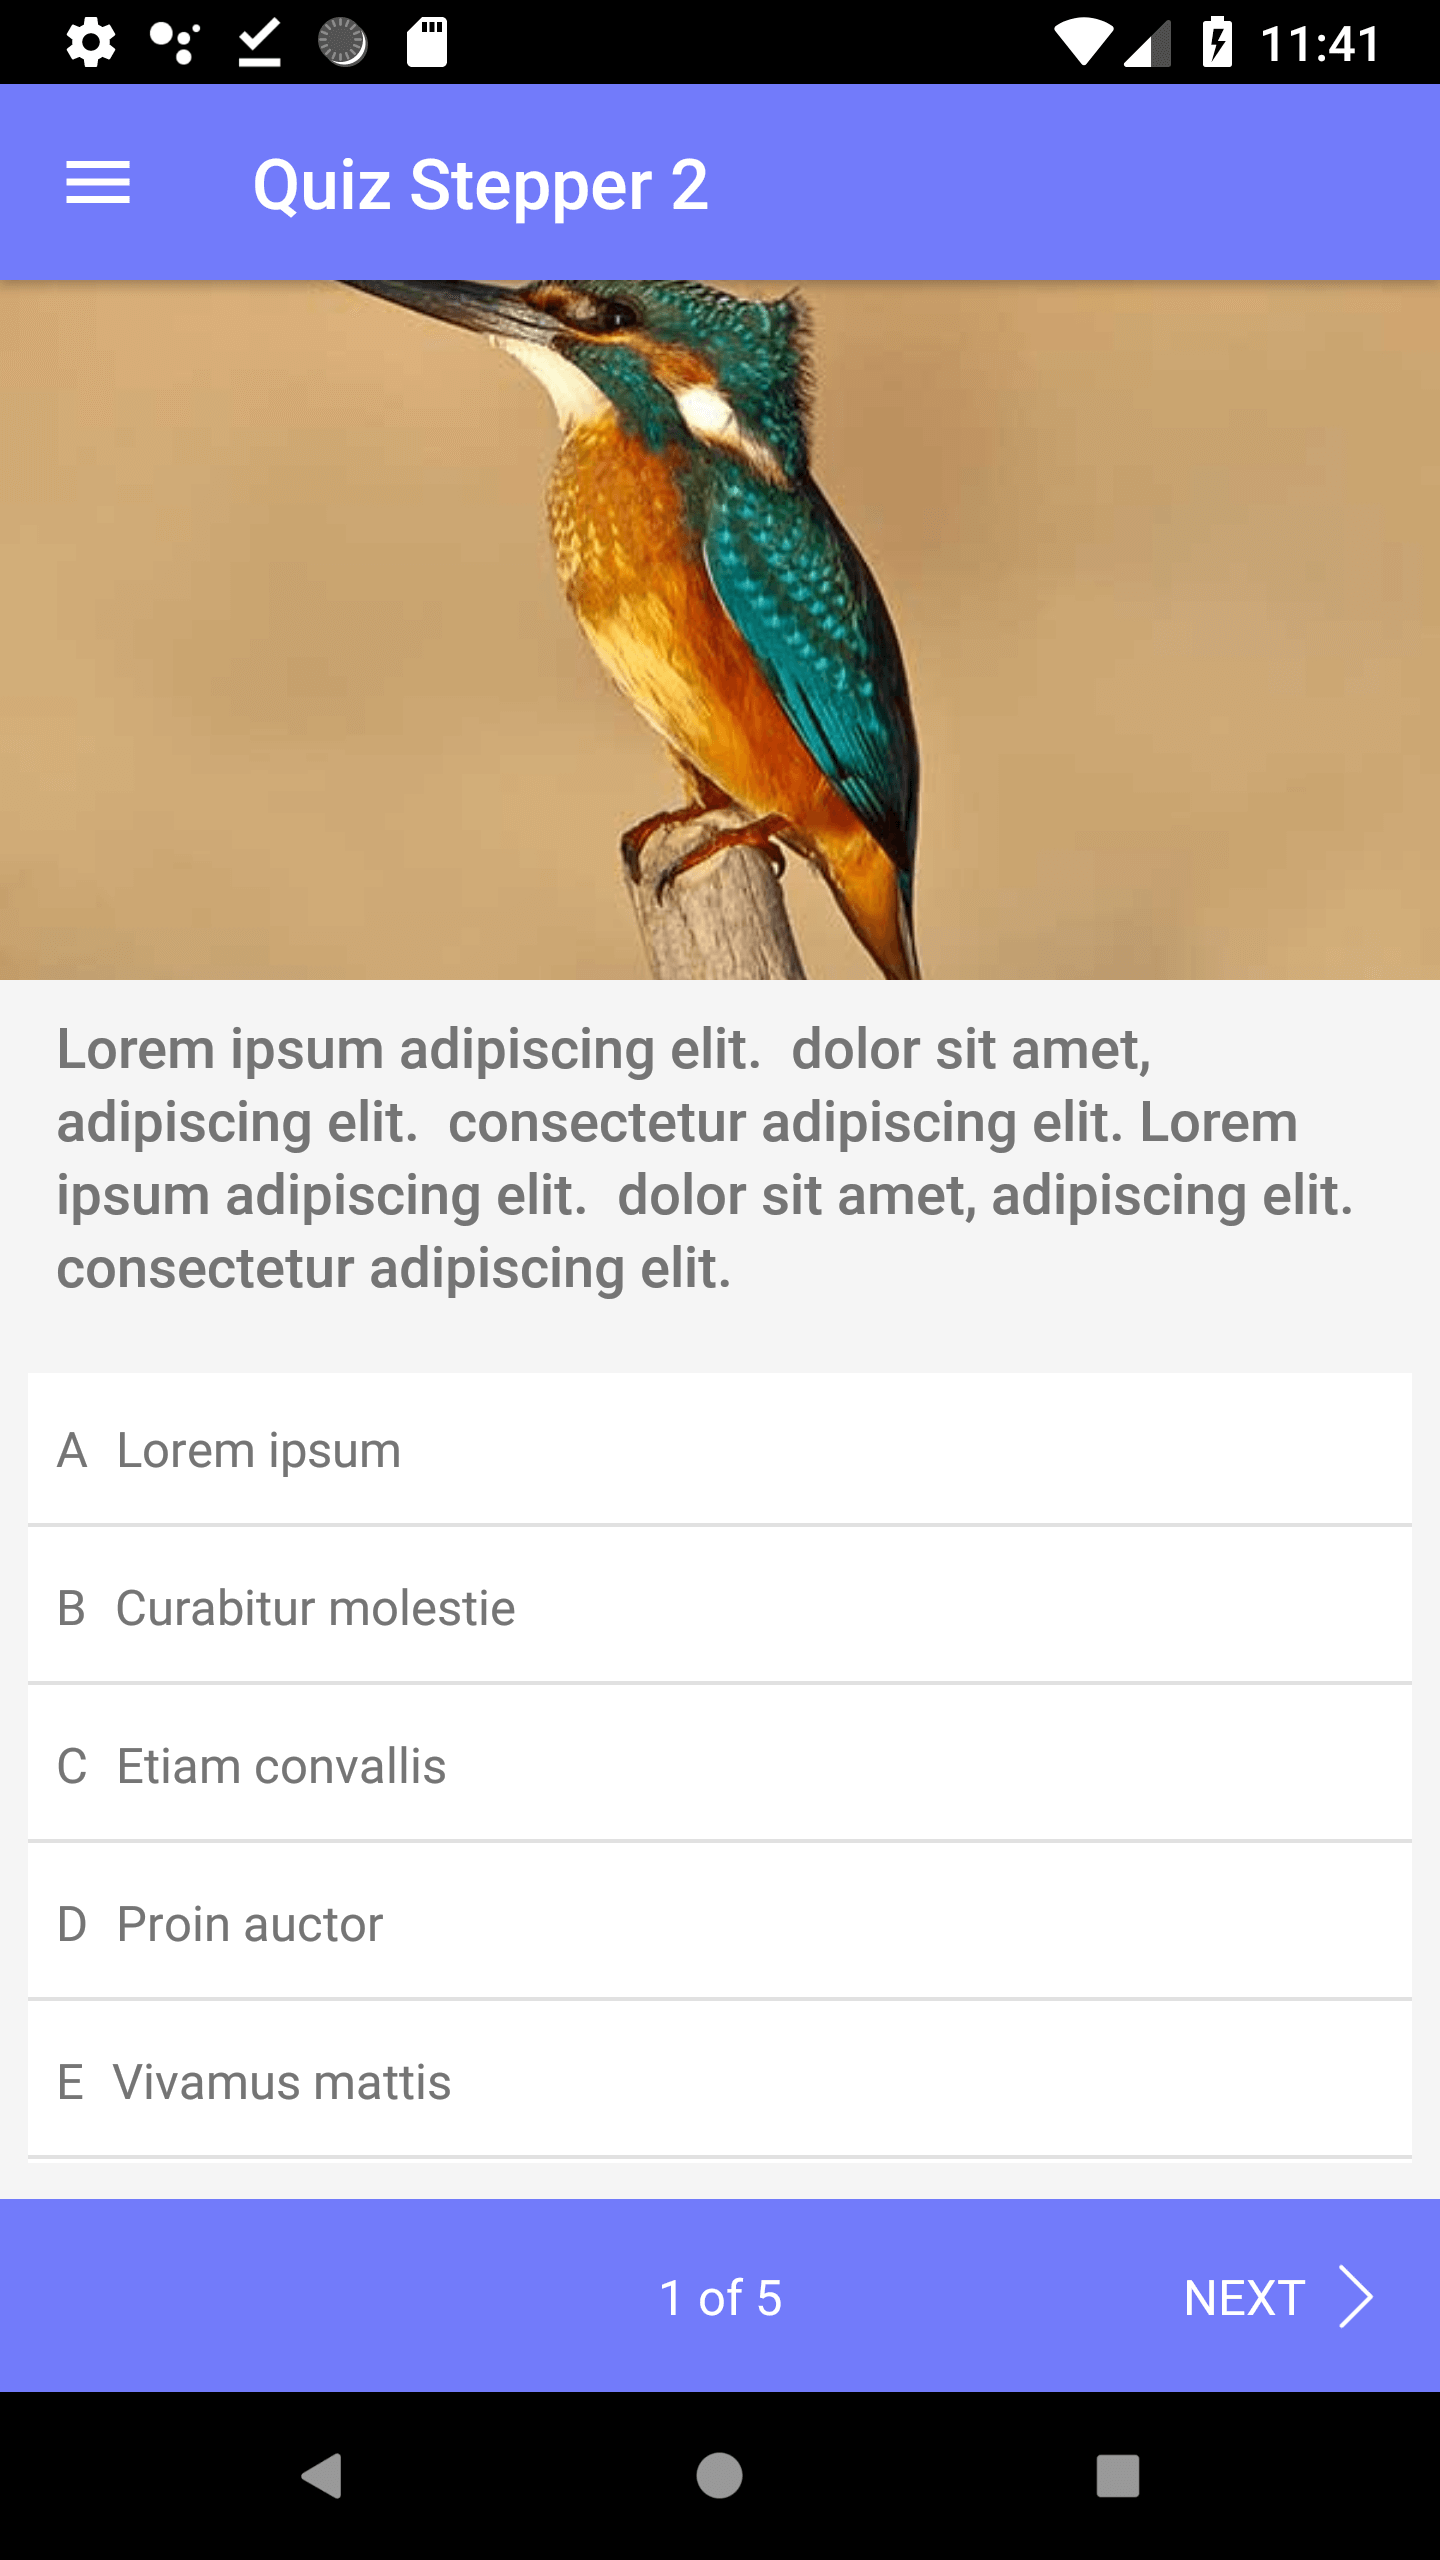 11:41
Quiz Stepper 2
Lorem ipsum adipiscing elit.  dolor sit amet,
adipiscing elit.  consectetur adipiscing elit. Lorem
ipsum adipiscing elit.  dolor sit amet, adipiscing elit.
consectetur adipiscing elit.
A Lorem ipsum
B Curabitur molestie
C Etiam convallis
D Proin auctor
E Vivamus mattis
1 of 5
NEXT